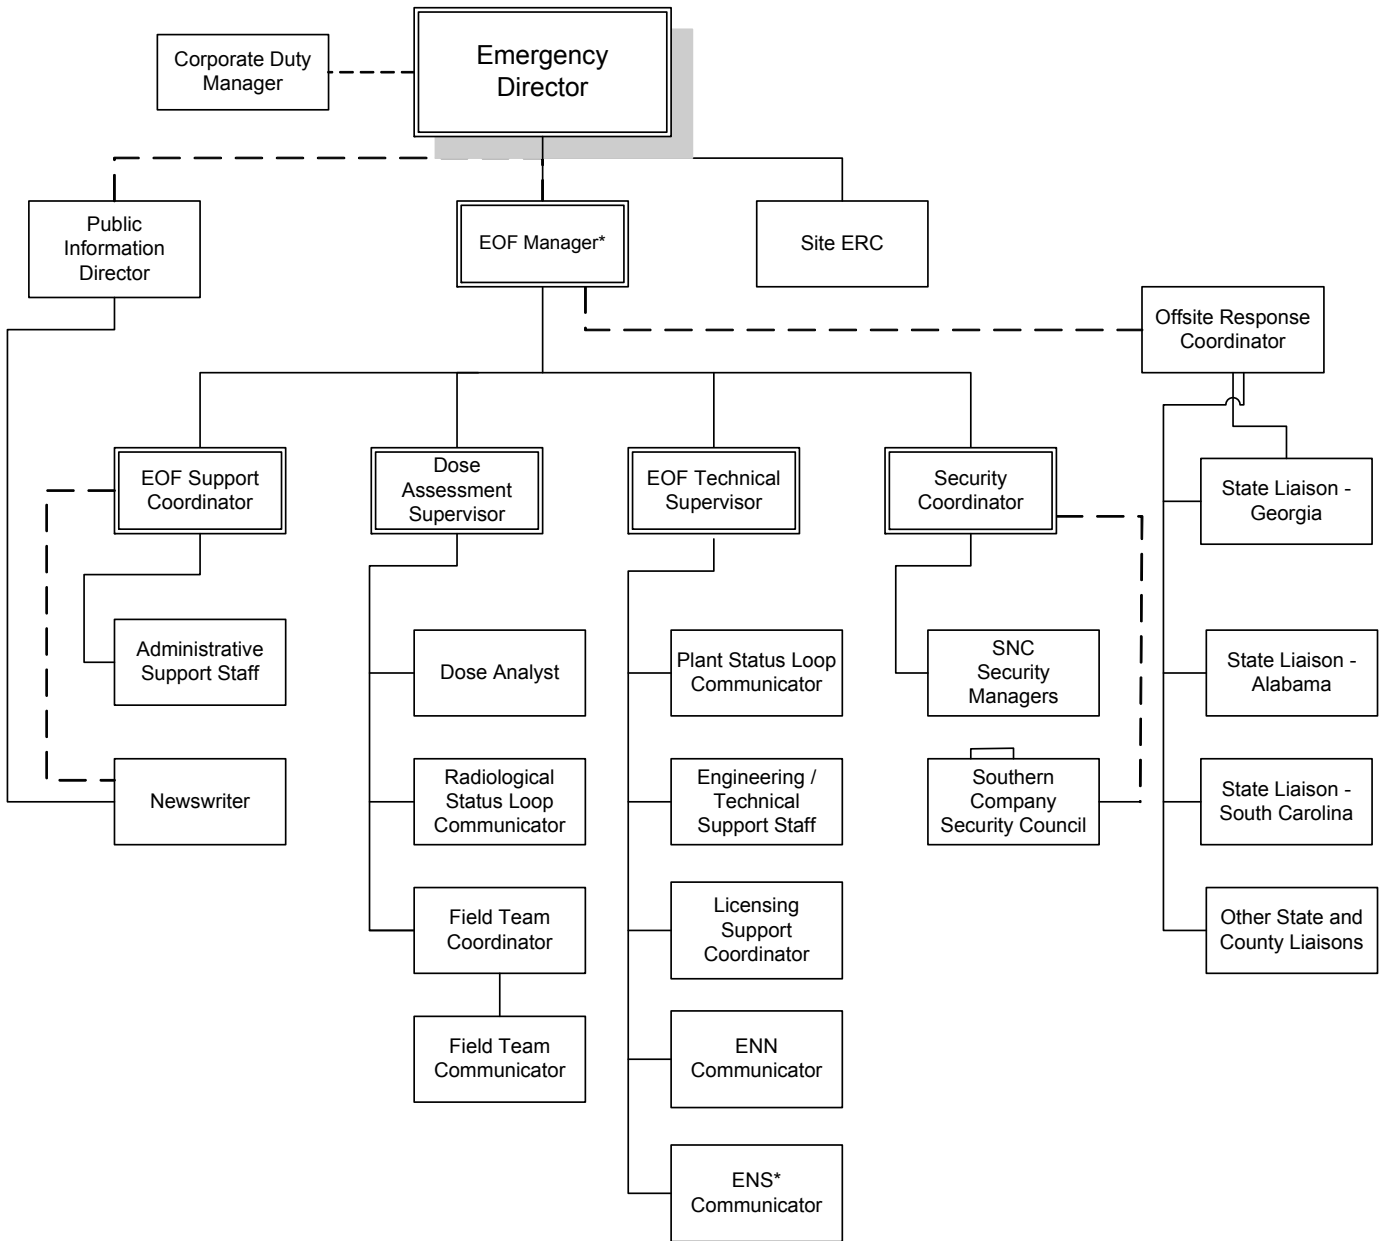 Corporate Duty
Manager
Emergency
Director
Public
Information
Director
EOF Manager*
Site ERC
Offsite Response
Coordinator
EOF Support
Coordinator
Dose
Assessment
Supervisor
EOF Technical
Supervisor
Security
Coordinator
State Liaison -
Georgia
Administrative
Support Staff
Dose Analyst
Plant Status Loop
Communicator
SNC
Security
Managers
State Liaison -
Alabama
Newswriter
Radiological
Status Loop
Communicator
Engineering /
Technical
Support Staff
Southern
Company
Security Council
State Liaison -
South Carolina
Field Team
Coordinator
Licensing
Support
Coordinator
Other State and
County Liaisons
Field Team
Communicator
ENN
Communicator
ENS*
Communicator